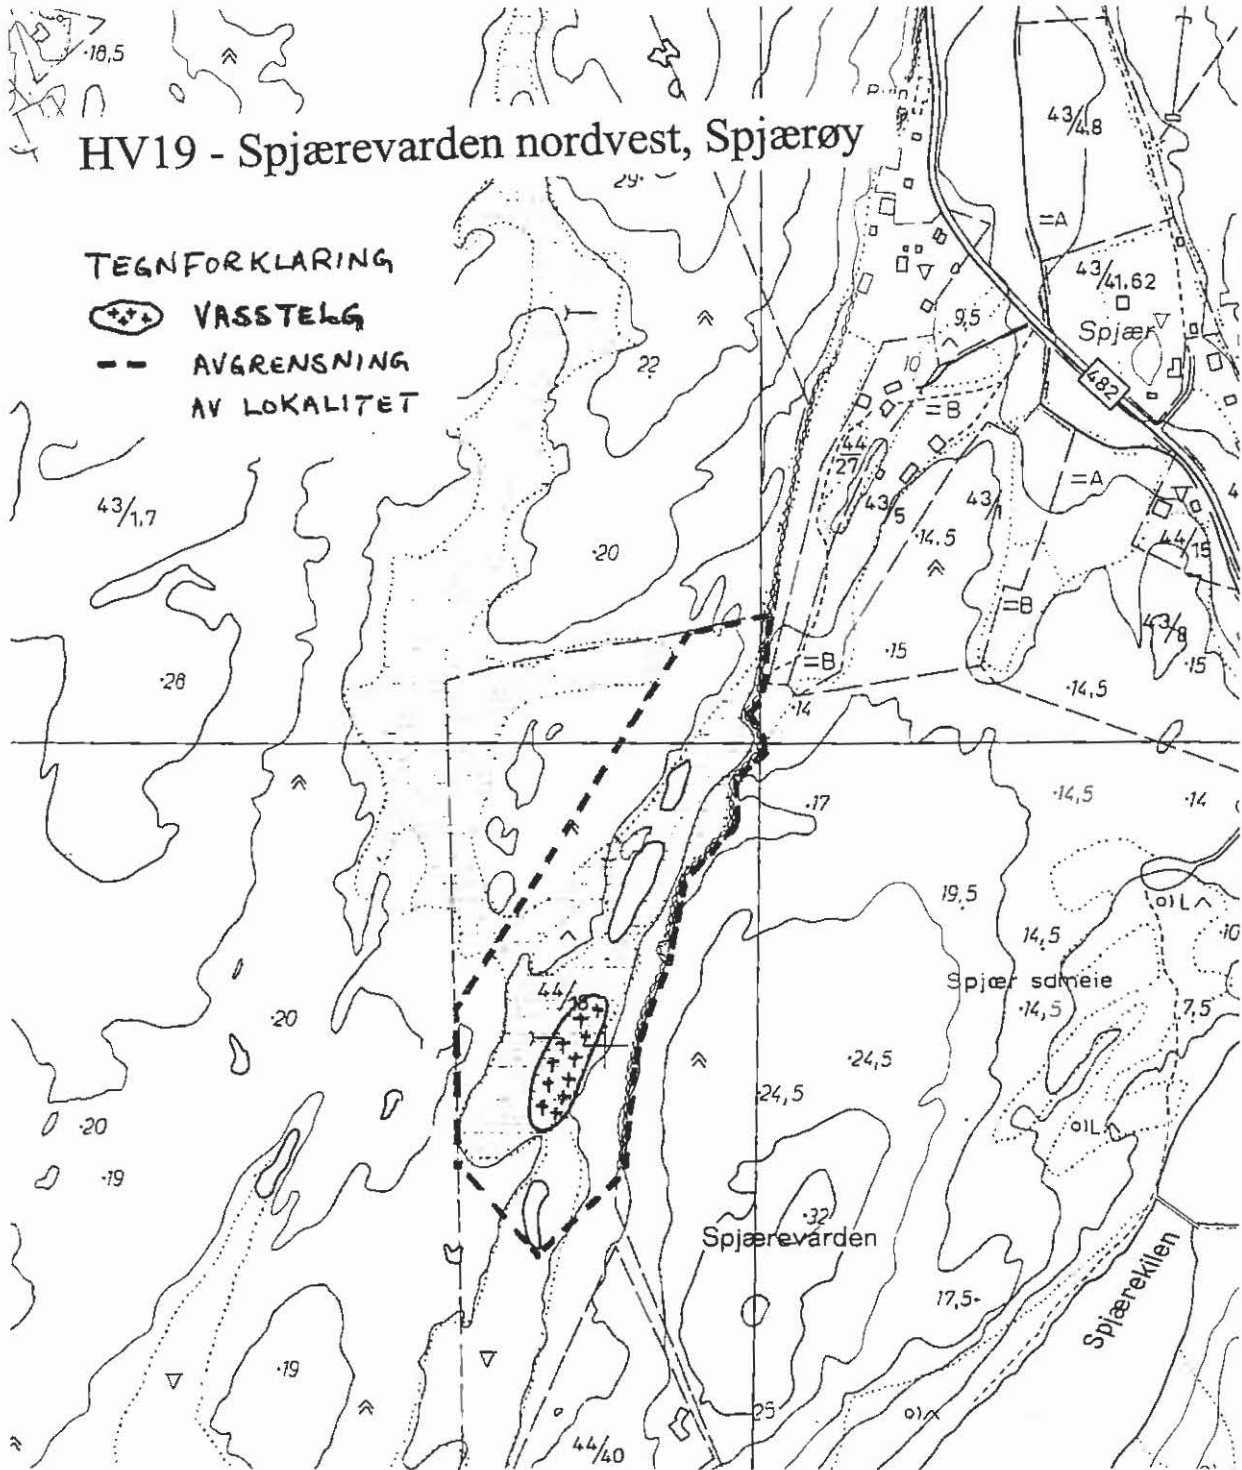 ·18,5
43/4,8
HV19 - Spjærevarden nordvest, Spjærøy
29·
=A
TEGNFORKLARING
43/41,62
VASSTELG
9,5
Spjær
AVGRENSNING
22
10
482
AV LOKALITET
=B
44
27
=A
43/1,7
43/5
43/1
·20
·14.5
44/15
=B
43/8
·28
=B
·15
·15
·14,5
·14
·14,5
·14
·17
19,5
14,5
·10
44/18
Spjær sameie
·14,5
7,5
·20
·24,5
·24,5
·20
·19
·32
Spjærevarden
17,5·
Spjærekilen
·19
25
44/40